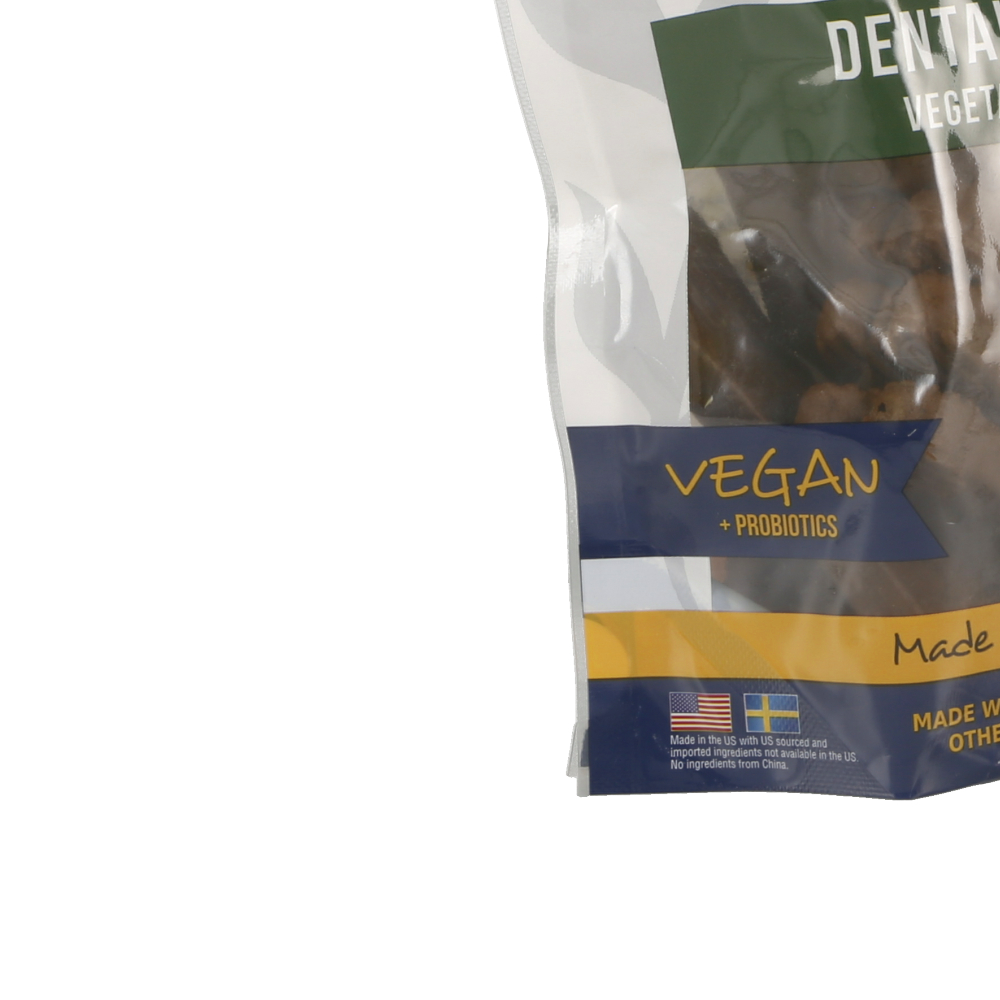 VEGAN
+ PROBIOTICS
Made
MADE
Made in the US with US sourced and
imported ingredients not available in the US.
No ingredients from China.